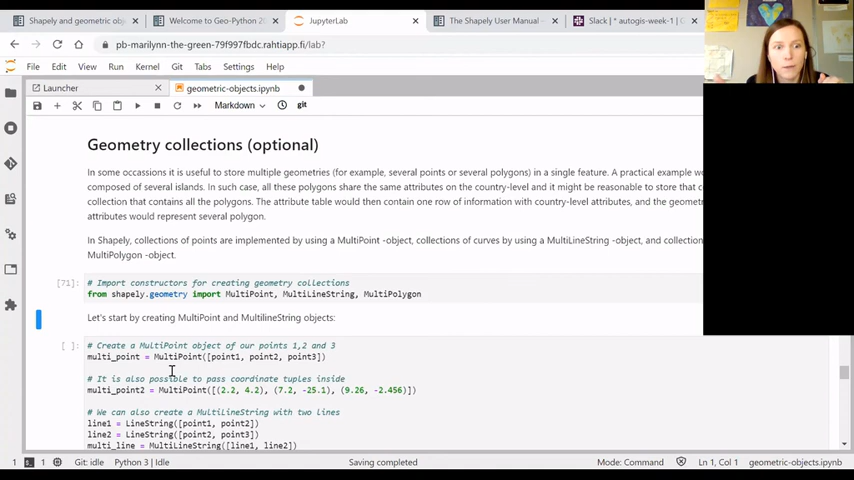 Shapely and geometric obj
Welcome to Geo-Python 20
JupyterLab
The Shapely User Manual —
Slack | * autogis-week-1 | G
pb-marilynn-the-green-79f997fbdc.rahtiapp.fi/lab?
File Edit View Run Kernel Git Tabs Settings Help
Launcher
geometric-objects.ipynb
Markdown
git
Geometry collections (optional)
In some occassions it is useful to store multiple geometries (for example, several points or several polygons) in a single feature. A practical example w
composed of several islands. In such case, all these polygons share the same attributes on the country-level and it might be reasonable to store that c
collection that contains all the polygons. The attribute table would then contain one row of information with country-level attributes, and the geomet
attributes would represent several polygon.
In Shapely, collections of points are implemented by using a MultiPoint -object, collections of curves by using a MultiLineString -object, and collection
MultiPolygon -object.
[71]:
# Import constructors for creating geometry collections
from shapely.geometry import MultiPoint, MultiLineString, MultiPolygon
Let's start by creating MultiPoint and MultilineString objects:
[ ]:
# Create a MultiPoint object of our points 1,2 and 3
multi_point = MultiPoint([point1, point2, point3])
# It is also possible to pass coordinate tuples inside
multi_point2 = MultiPoint([(2.2, 4.2), (7.2, -25.1), (9.26, -2.456)])
# We can also create a MultiLineString with two lines
line1 = LineString([point1, point2])
line2 = LineString([point2, point3])
multi_line = MultiLineString([line1, line2])
1
1
Git: idle
Python 3 | Idle
Saving completed
Mode: Command
Ln 1, Col 1
geometric-objects.ipynb